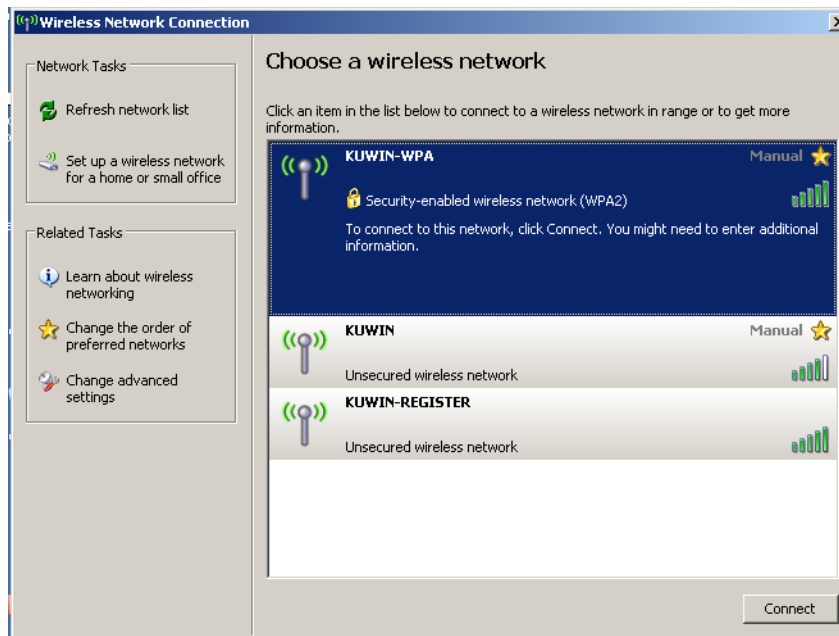 Wireless Network Connection
Network Tasks
Refresh network list
Set up a wireless network
for a home or small office
Related Tasks
Learn about wireless
networking
Change the order of
preferred networks
Change advanced
settings
Choose a wireless network
Click an item in the list below to connect to a wireless network in range or to get more
information.
KUWIN-WPA Manual
Security-enabled wireless network (WPA2)
To connect to this network, click Connect. You might need to enter additional
information.
KUWIN Manual
Unsecured wireless network
KUWIN-REGISTER
Unsecured wireless network
Connect